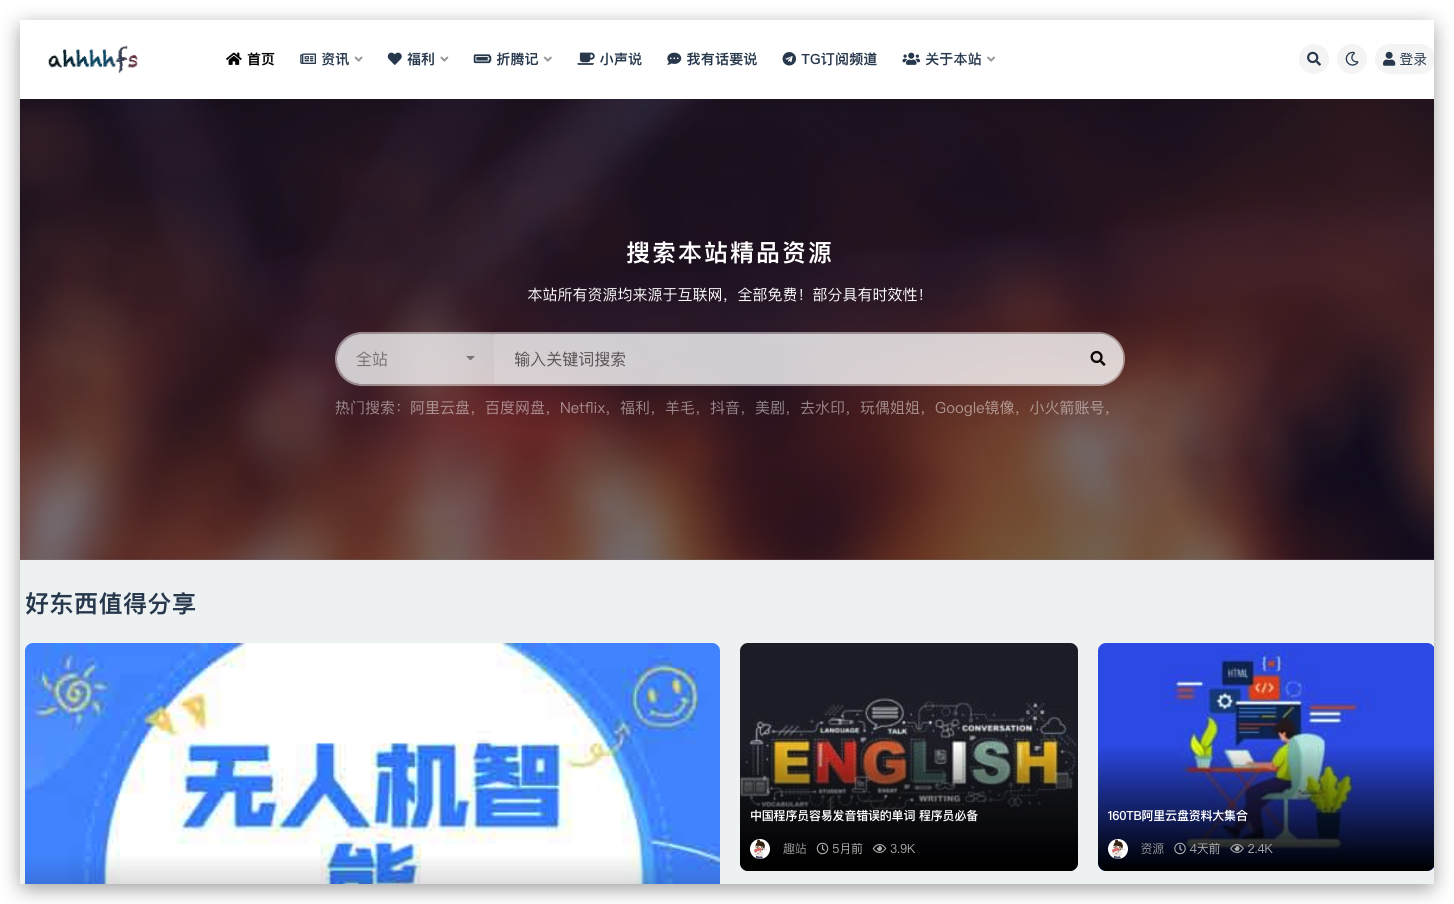 ahhhhfs
首页 资讯 福利 折腾记 小声说 我有话要说 TG订阅频道 关于本站 登录
搜索本站精品资源
本站所有资源均来源于互联网，全部免费！部分具有时效性！
全站 输入关键词搜索
热门搜索：阿里云盘，百度网盘，Netflix，福利，羊毛，抖音，美剧，去水印，玩偶姐姐，Google镜像，小火箭账号，
好东西值得分享
无人机智
能
LANGUAGE TALK CONVERSATION
ENGLISH
STUDENT ESSAY WRITING
VOCABULARY
中国程序员容易发音错误的单词 程序员必备
趣站 5月前 3.9K
HTML
</>
160TB阿里云盘资料大集合
资源 4天前 2.4K